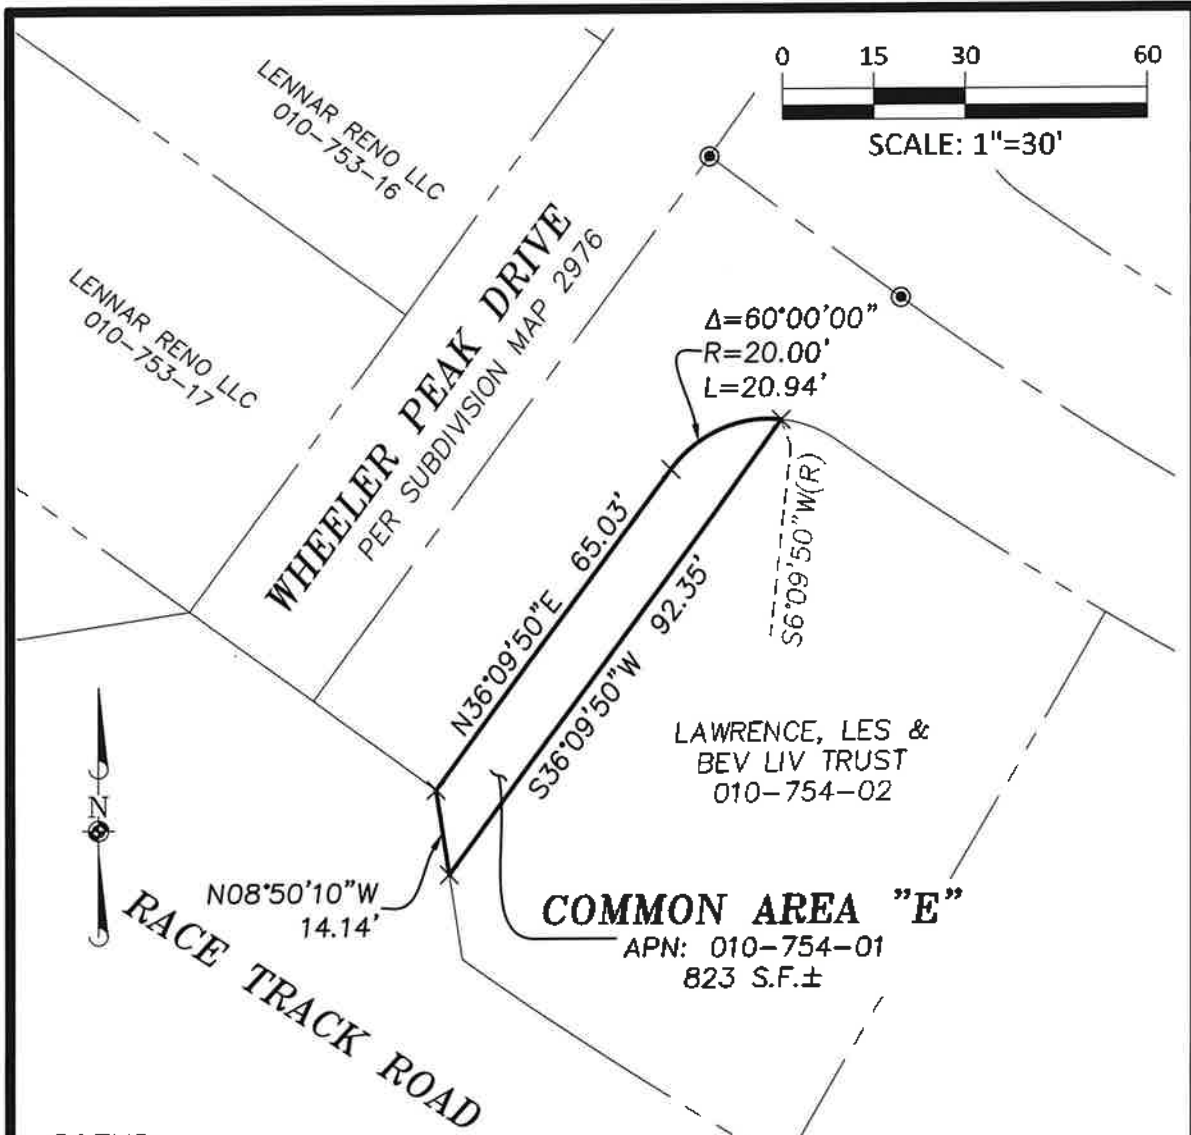 0 15 30 60
SCALE: 1"=30'
LENNAR RENO LLC
010-753-16
LENNAR RENO LLC
010-753-17
WHEELER PEAK DRIVE
PER SUBDIVISION MAP 2976
Δ=60°00'00"
R=20.00'
L=20.94'
S6°09'50"W(R)
N36°09'50"E 65.03'
S36°09'50"W 92.35'
LAWRENCE, LES &
BEV LIV TRUST
010-754-02
N
N08°50'10"W
14.14'
COMMON AREA "E"
APN: 010-754-01
823 S.F.±
RACE TRACK ROAD